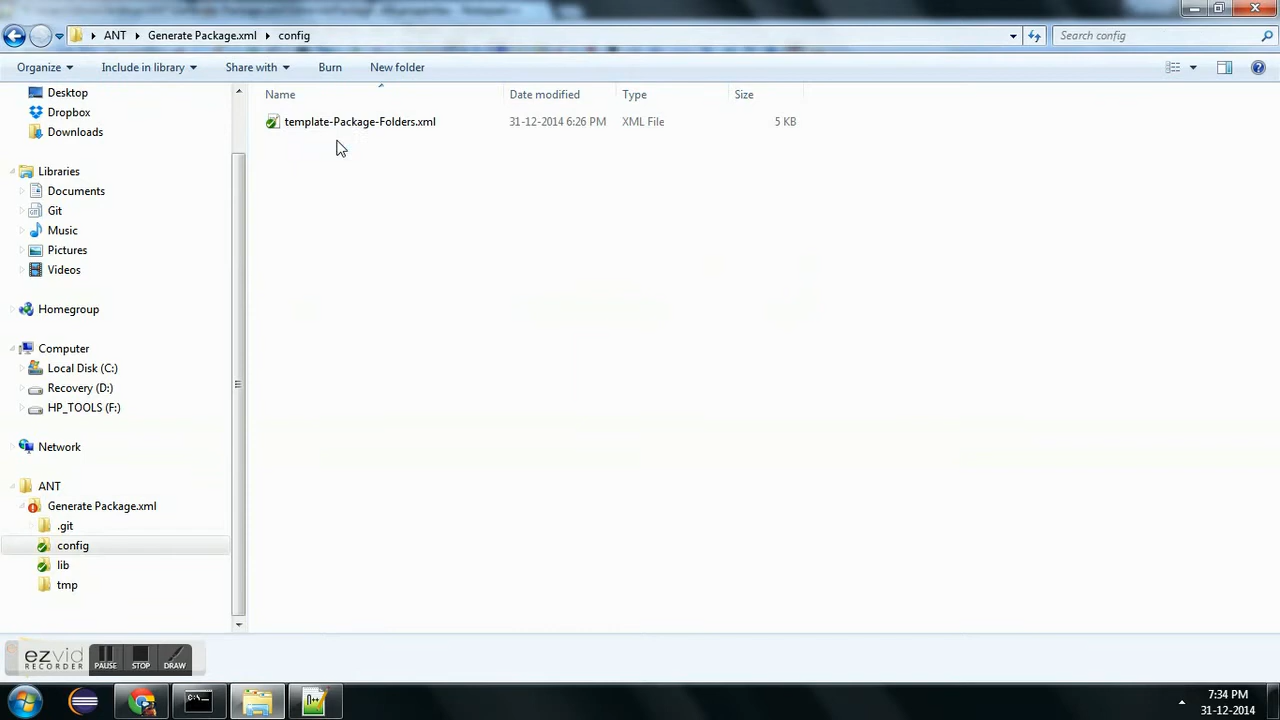 ANT Generate Package.xml config
Search config
Organize Include in library Share with Burn New folder
Name Date modified Type Size
template-Package-Folders.xml 31-12-2014 6:26 PM XML File 5 KB
Desktop
Dropbox
Downloads
Libraries
Documents
Git
Music
Pictures
Videos
Homegroup
Computer
Local Disk (C:)
Recovery (D:)
HP_TOOLS (F:)
Network
ANT
Generate Package.xml
.git
config
lib
tmp
ezvid
RECORDER
PAUSE STOP DRAW
7:34 PM
31-12-2014